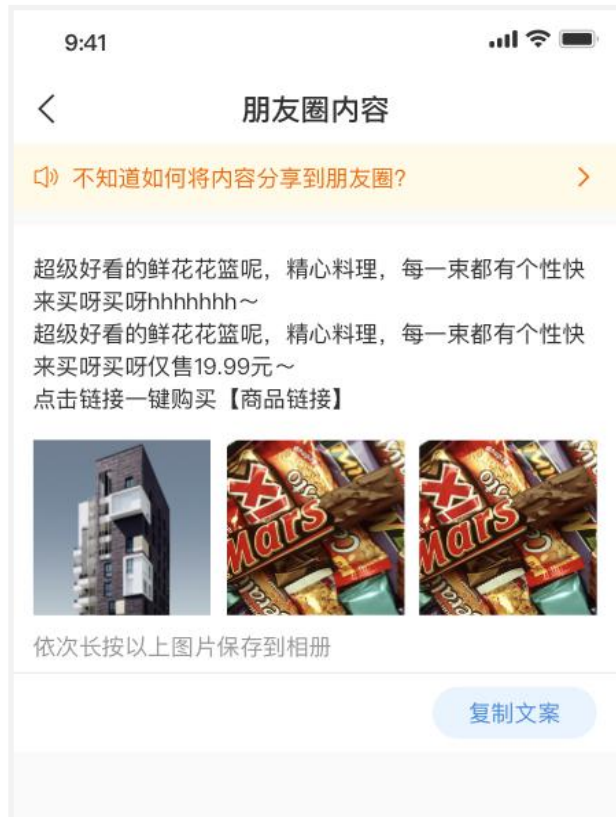 9:41
朋友圈内容
不知道如何将内容分享到朋友圈?
超级好看的鲜花花篮呢，精心料理，每一束都有个性快
来买呀买呀hhhhhhh～
超级好看的鲜花花篮呢，精心料理，每一束都有个性快
来买呀买呀仅售19.99元～
点击链接一键购买【商品链接】
Mars
Mars
依次长按以上图片保存到相册
复制文案